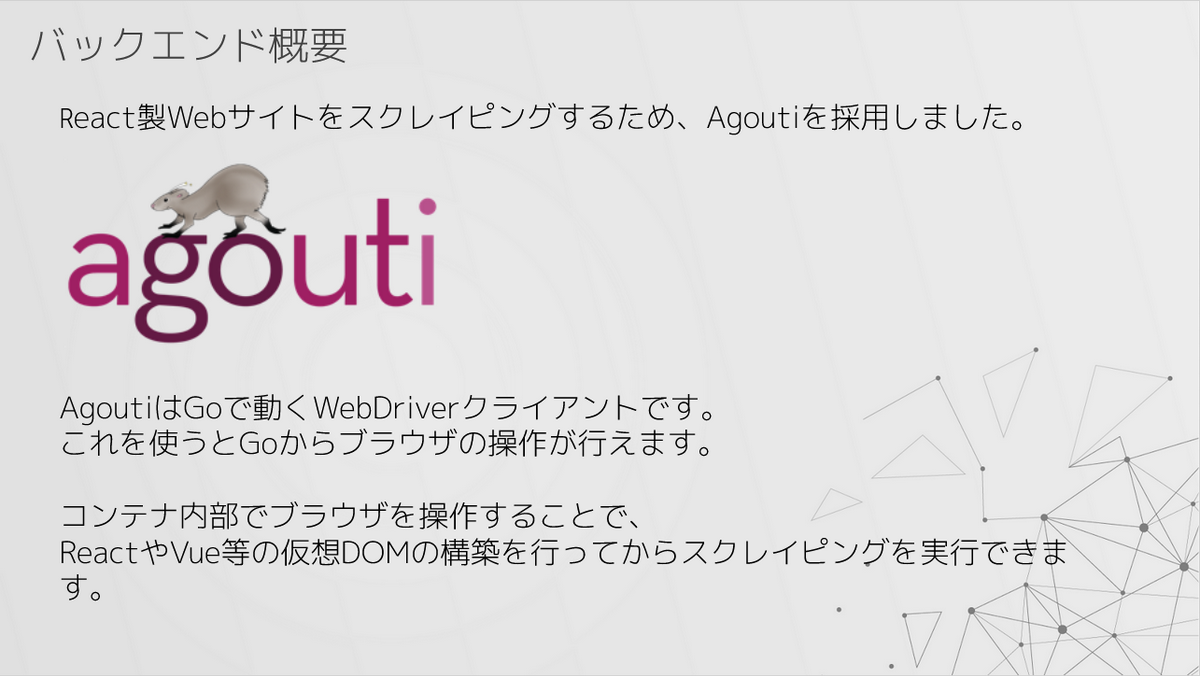 バックエンド概要
React製Webサイトをスクレイピングするため、Agoutiを採用しました。
agouti
AgoutiはGoで動くWebDriverクライアントです。
これを使うとGoからブラウザの操作が行えます。
コンテナ内部でブラウザを操作することで、
ReactやVue等の仮想DOMの構築を行ってからスクレイピングを実行できま
す。